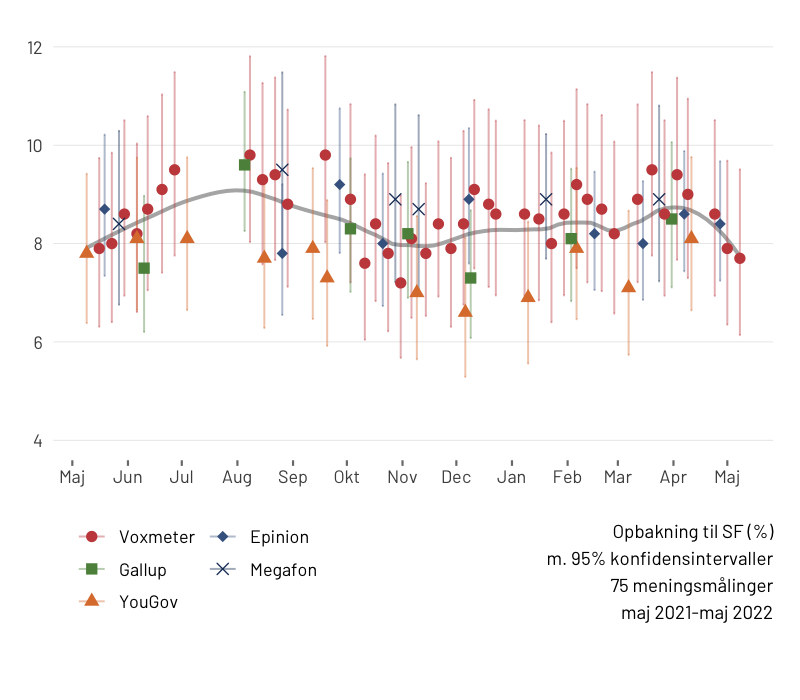 12
10
8
6
4
Maj Jun Jul Aug Sep Okt Nov Dec Jan Feb Mar Apr Maj
Voxmeter Epinion
Gallup Megafon
YouGov
Opbakning til SF (%)
m. 95% konfidensintervaller
75 meningsmålinger
maj 2021-maj 2022